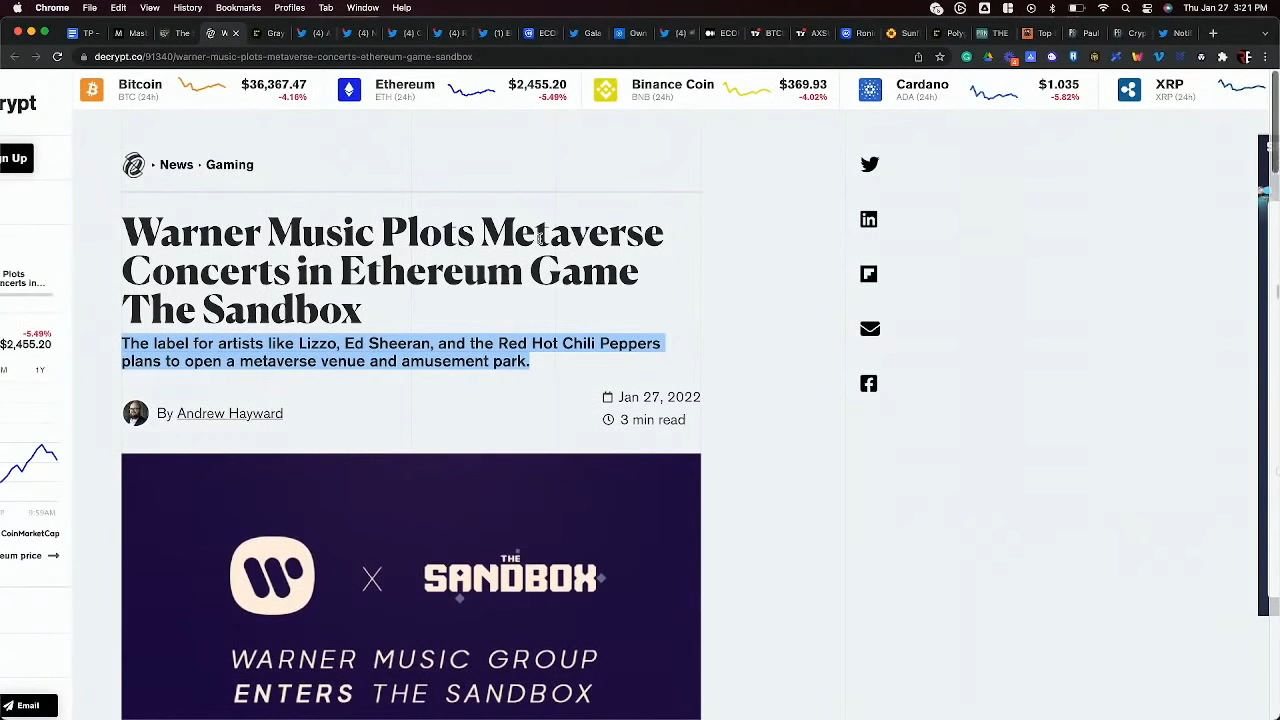 Chrome File Edit View History Bookmarks Profiles Tab Window Help Thu Jan 27 3:21 PM
decrypt.co/91340/warner-music-plots-metaverse-concerts-ethereum-game-sandbox
rypt
Bitcoin $36,367.47
BTC (24h) -4.16%
Ethereum $2,455.20
ETH (24h) -5.49%
Binance Coin $369.93
BNB (24h) -4.02%
Cardano $1.035
ADA (24h) -5.82%
XRP
XRP (24h)
n Up
News · Gaming
Warner Music Plots Metaverse
Concerts in Ethereum Game
The Sandbox
The label for artists like Lizzo, Ed Sheeran, and the Red Hot Chili Peppers
plans to open a metaverse venue and amusement park.
By Andrew Hayward
Jan 27, 2022
3 min read
Plots
ncerts in...
-5.49%
$2,455.20
M 1Y
9:59AM
CoinMarketCap
eum price
Email
W X THE SANDBOX
WARNER MUSIC GROUP
ENTERS THE SANDBOX